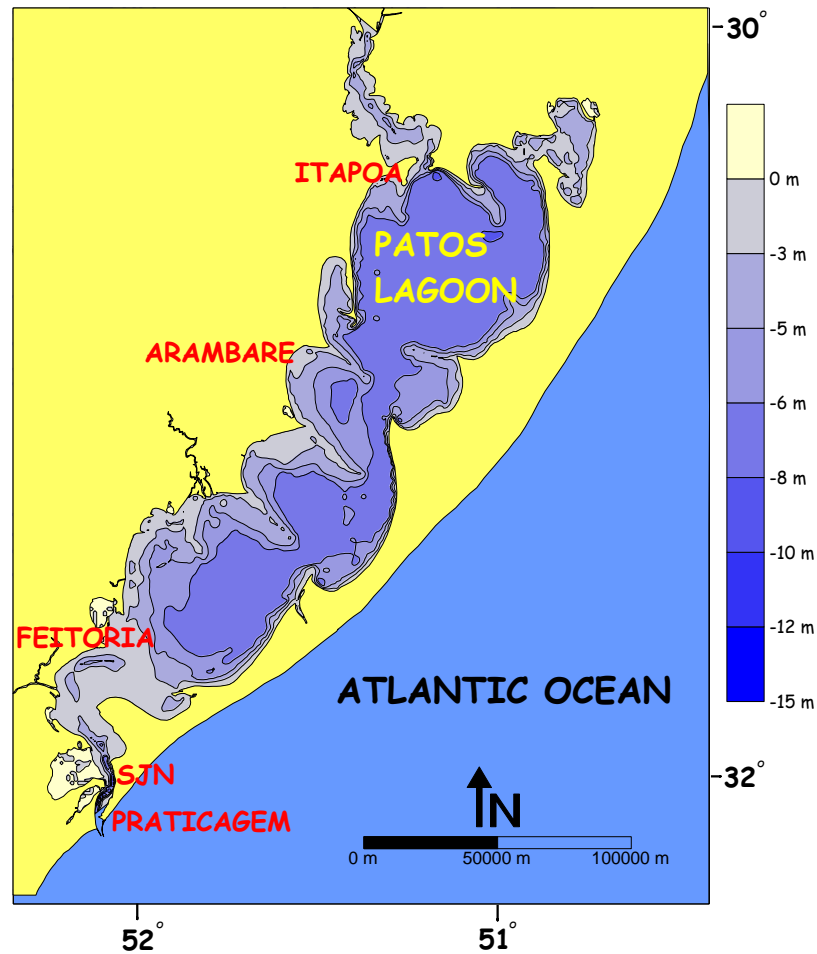 30°
ITAPOA
0 m
PATOS
LAGOON
-3 m
-5 m
ARAMBARE
-6 m
-8 m
-10 m
-12 m
FEITORIA
ATLANTIC OCEAN
-15 m
SJN
32°
PRATICAGEM
N
0 m 50000 m 100000 m
52° 51°